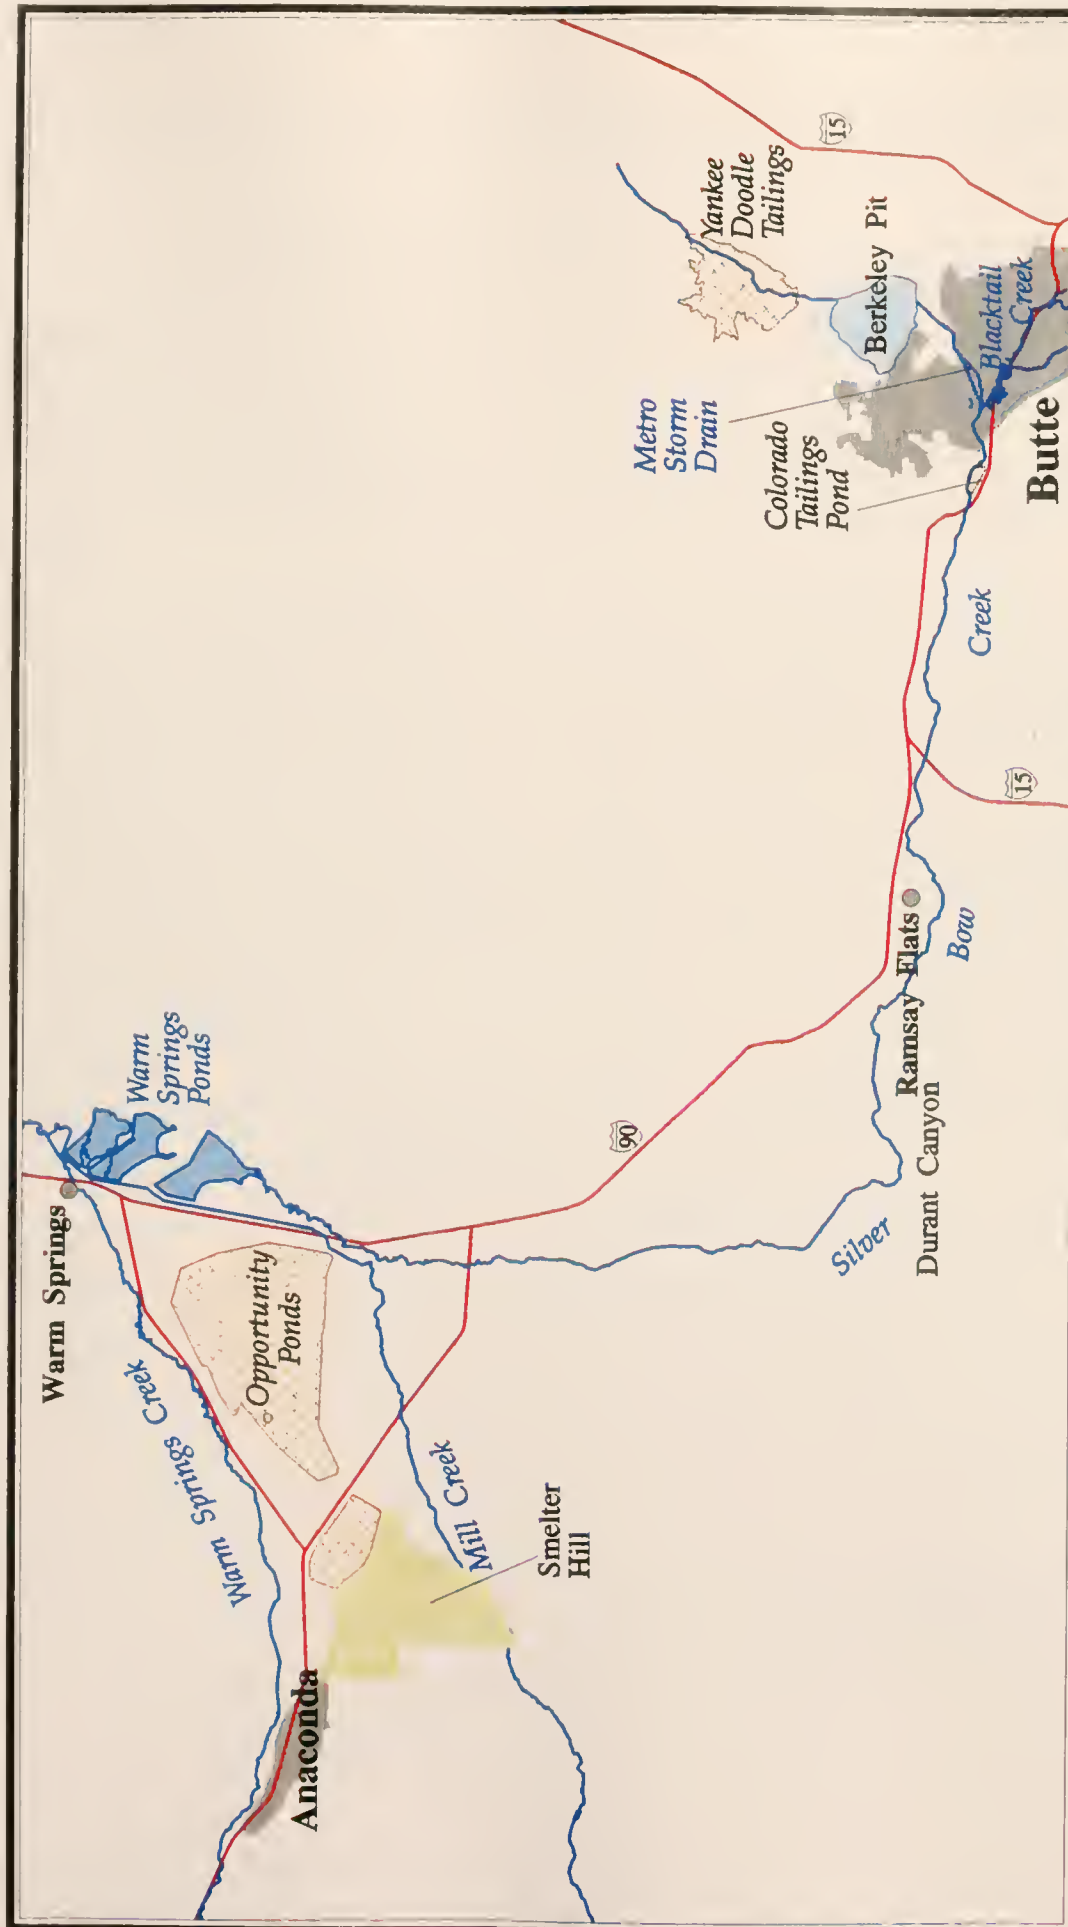 Warm Springs
Warm
Springs
Ponds
Warm Springs Creek
Opportunity
Ponds
Anaconda
Mill Creek
Smelter
Hill
90
Silver
Bow
Creek
Durant Canyon
Ramsay Flats
15
Metro
Storm
Drain
Colorado
Tailings
Pond
Yankee
Doodle
Tailings
Berkeley Pit
15
Blacktail
Creek
Butte